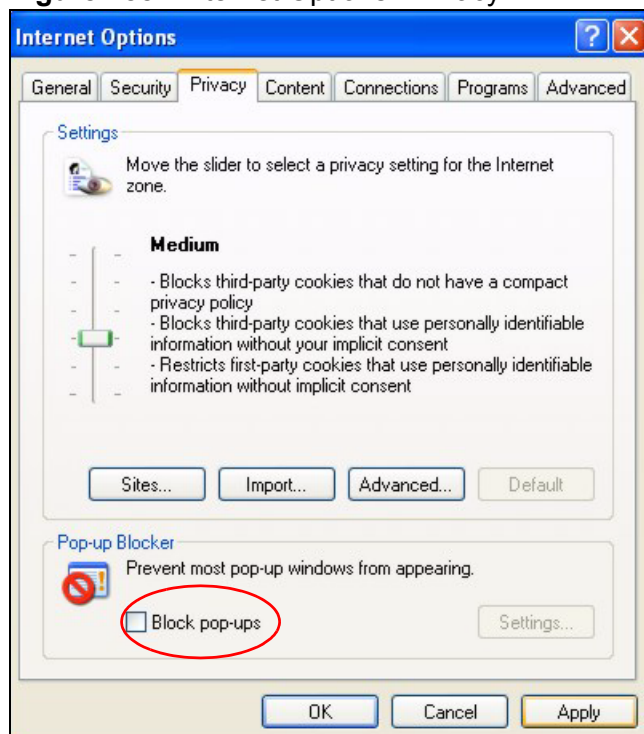 Internet Options
General Security Privacy Content Connections Programs Advanced
Settings
Move the slider to select a privacy setting for the Internet
zone.
Medium
- Blocks third-party cookies that do not have a compact
privacy policy
- Blocks third-party cookies that use personally identifiable
information without your implicit consent
- Restricts first-party cookies that use personally identifiable
information without implicit consent
Sites... Import... Advanced... Default
Pop-up Blocker
Prevent most pop-up windows from appearing.
Block pop-ups Settings...
OK Cancel Apply